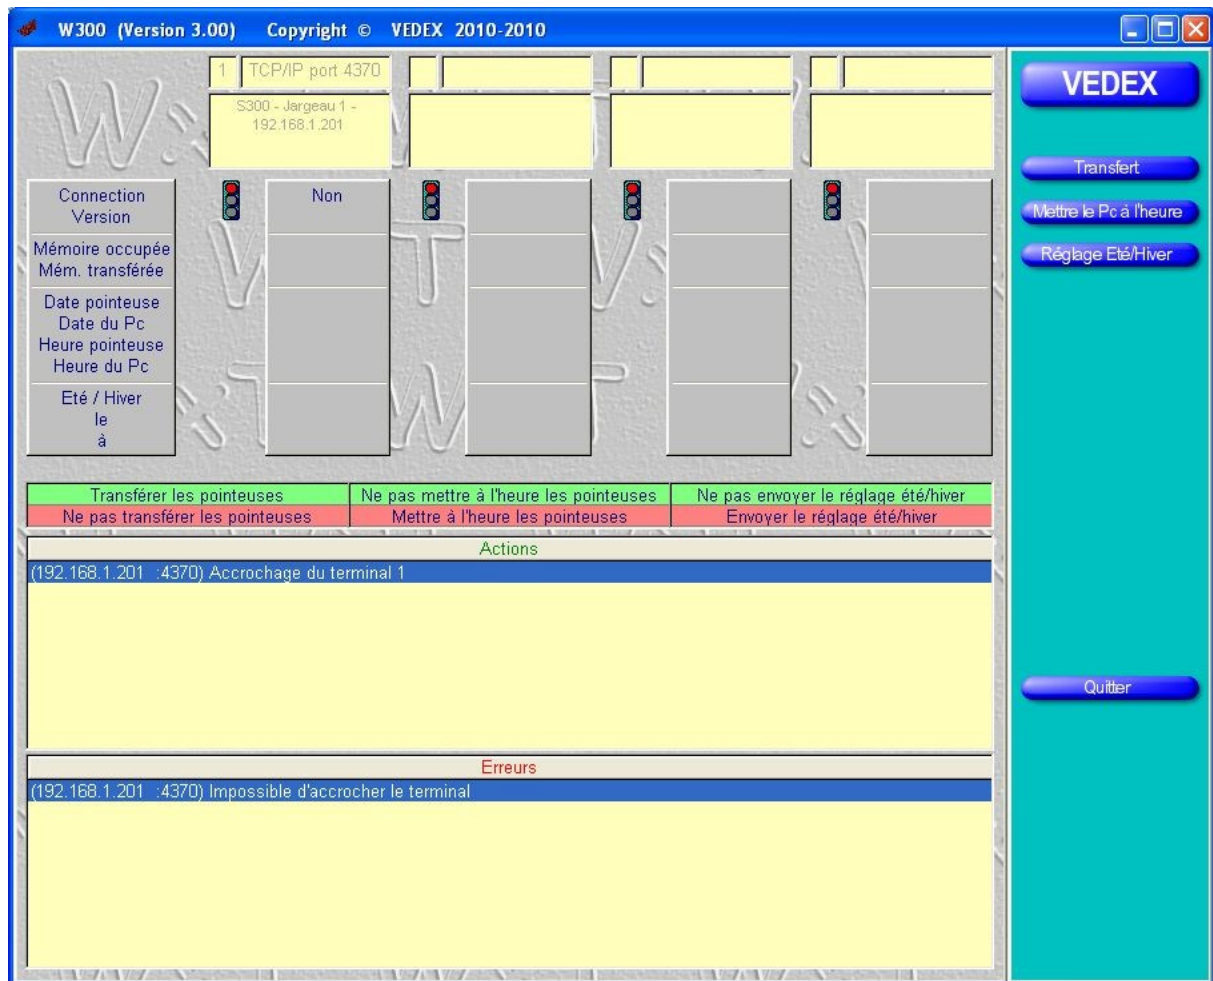 W300 (Version 3.00) Copyright © VEDEX 2010-2010
1 TCP/IP port 4370
S300 - Jargeau 1 -
192.168.1.201
VEDEX
Transfert
Mettre le Pc à l'heure
Réglage Eté/Hiver
Connection
Version
Non
Mémoire occupée
Mém. transférée
Date pointeuse
Date du Pc
Heure pointeuse
Heure du Pc
Eté / Hiver
le
à
Transférer les pointeuses Ne pas mettre à l'heure les pointeuses Ne pas envoyer le réglage été/hiver
Ne pas transférer les pointeuses Mettre à l'heure les pointeuses Envoyer le réglage été/hiver
Actions
(192.168.1.201 :4370) Accrochage du terminal 1
Quitter
Erreurs
(192.168.1.201 :4370) Impossible d'accrocher le terminal